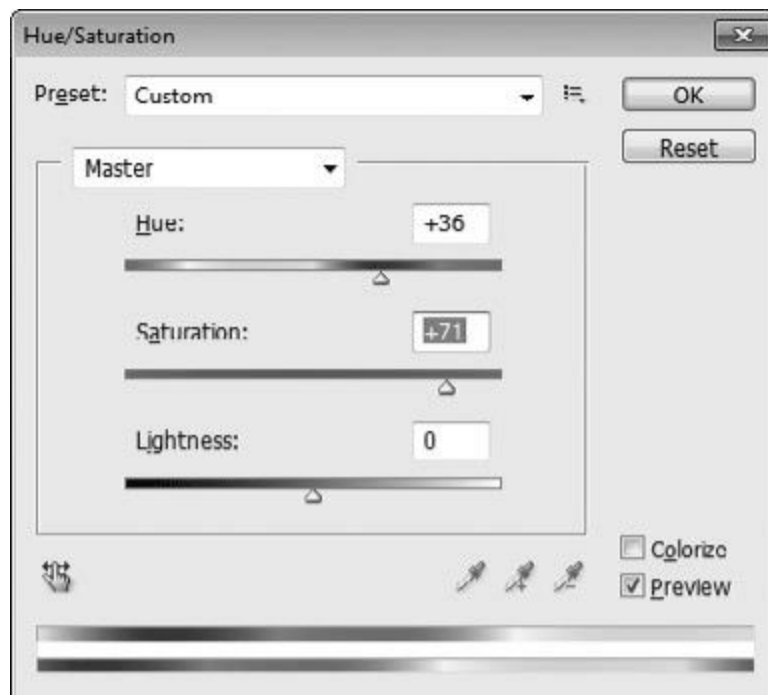 Hue/Saturation
Preset: Custom
OK
Reset
Master
Hue: +36
Saturation: +71
Lightness: 0
Colorize
Preview